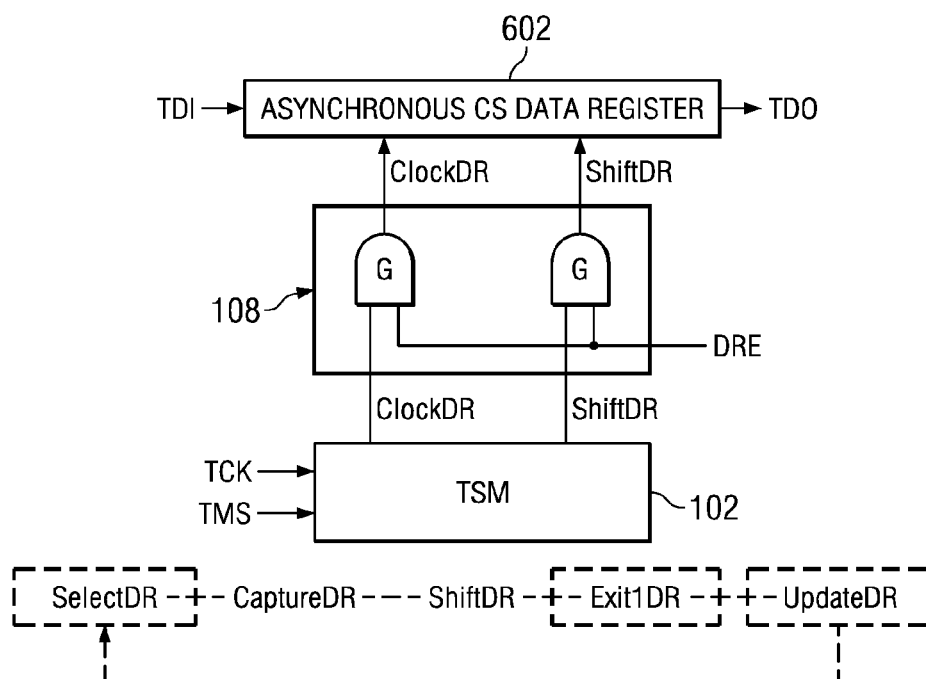 602
TDI ASYNCHRONOUS CS DATA REGISTER TDO
ClockDR ShiftDR
G G
108
DRE
ClockDR ShiftDR
TCK
TSM
TMS
102
SelectDR CaptureDR ShiftDR Exit1DR UpdateDR